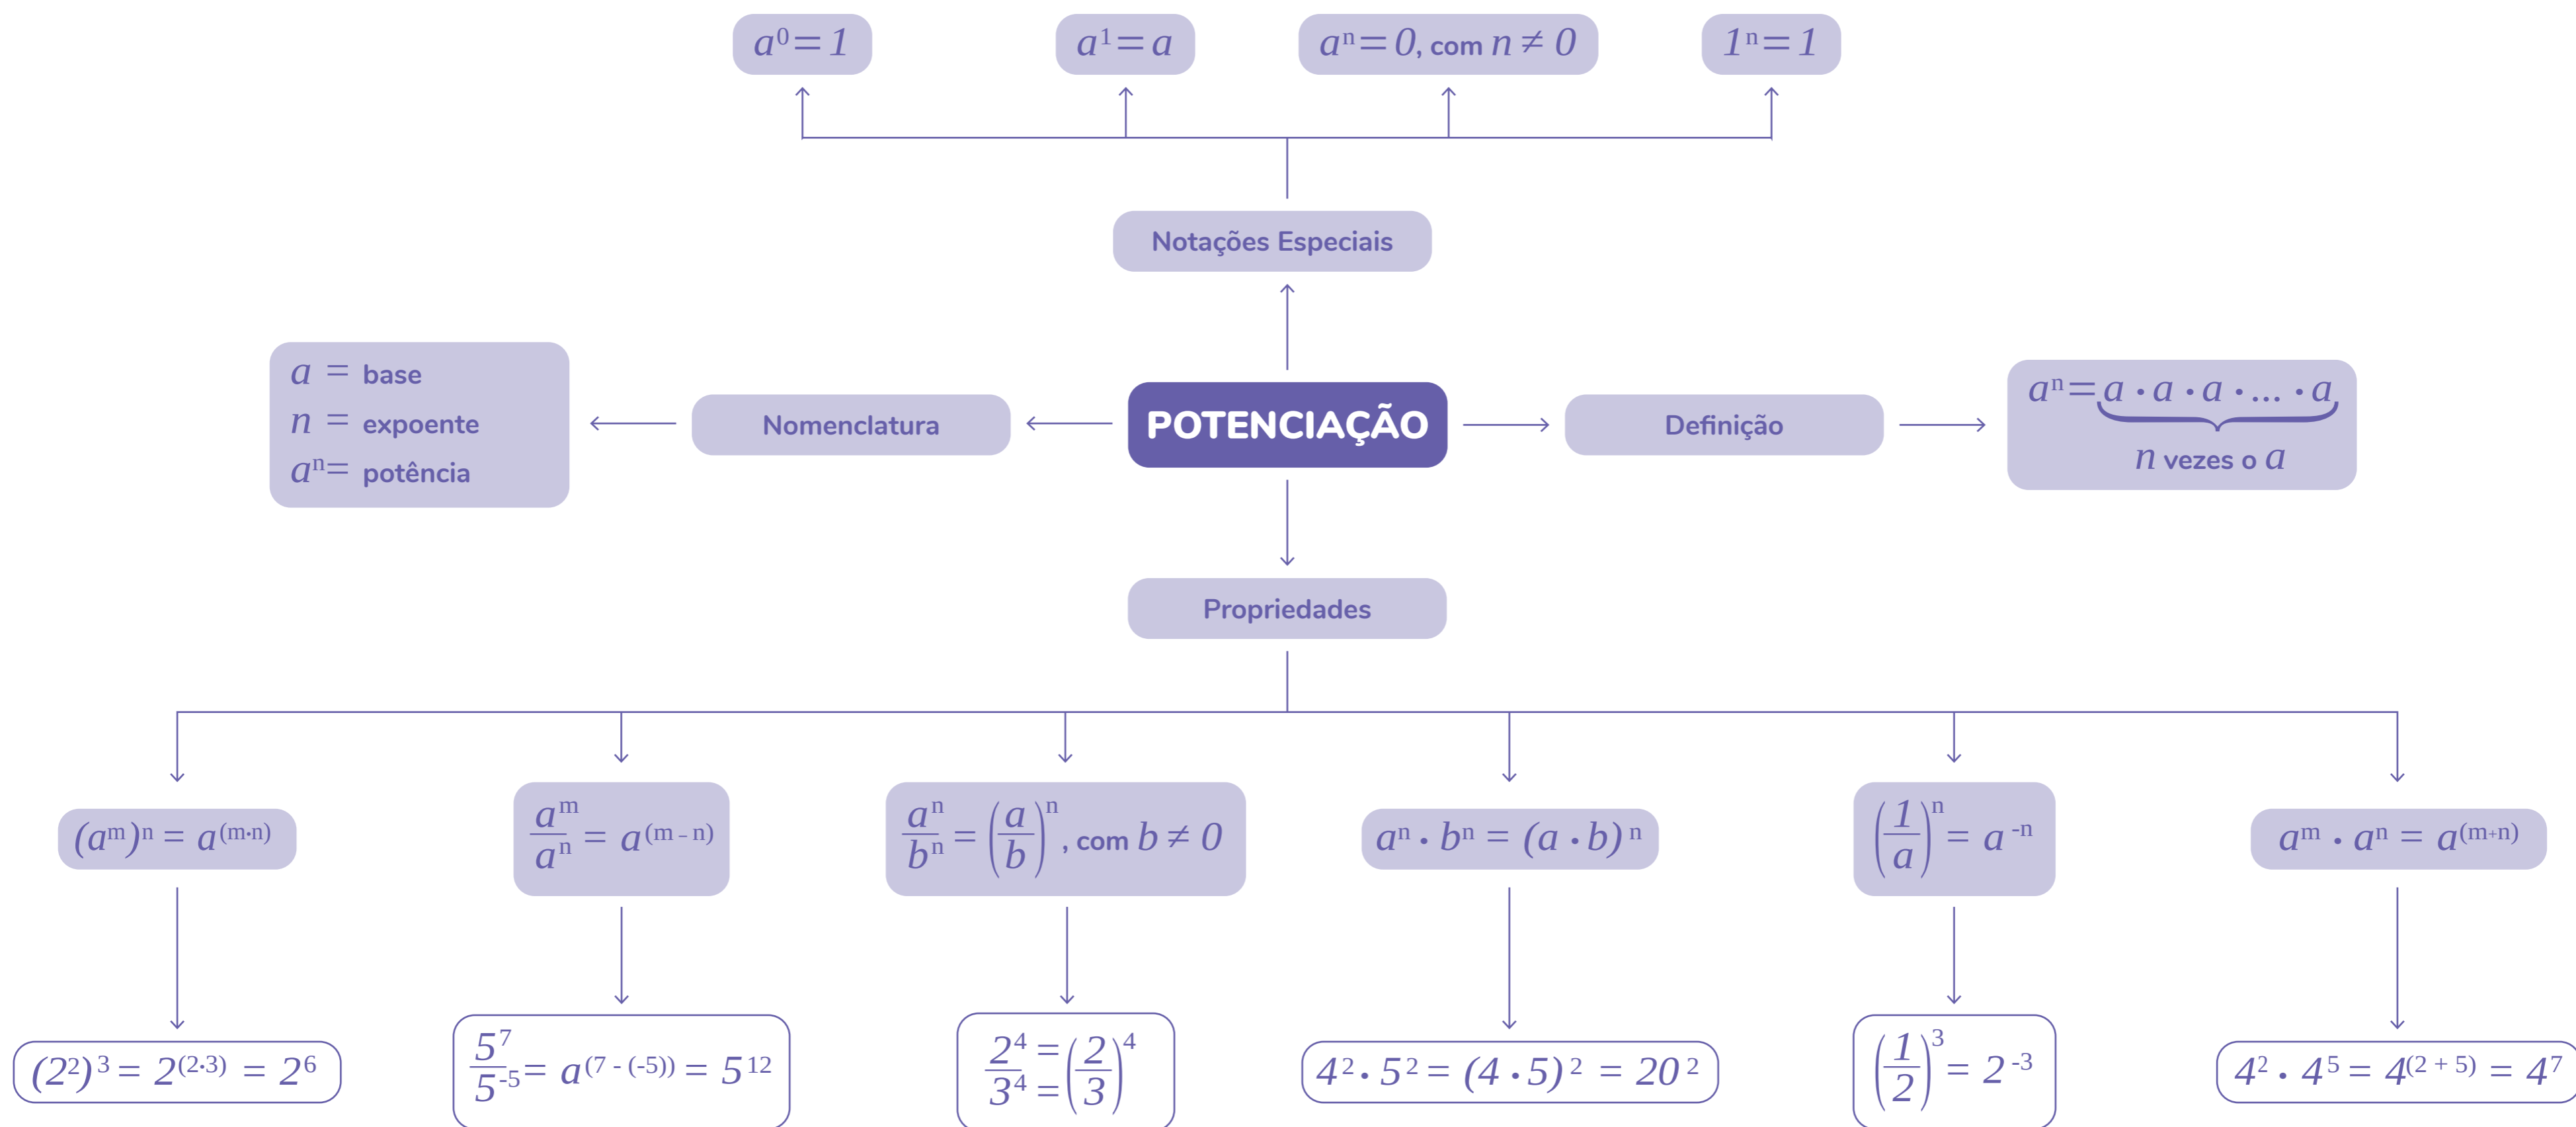 a⁰ = 1
a¹ = a
aⁿ = 0, com n ≠ 0
1ⁿ = 1
Notações Especiais
a = base
n = expoente
aⁿ = potência
Nomenclatura
POTENCIAÇÃO
Definição
aⁿ = a · a · a · ... · a
n vezes o a
Propriedades
(aᵐ)ⁿ = a⁽ᵐ·ⁿ⁾
aᵐ/aⁿ = a⁽ᵐ ⁻ ⁿ⁾
aⁿ/bⁿ = (a/b)ⁿ, com b ≠ 0
aⁿ · bⁿ = (a · b)ⁿ
(1/a)ⁿ = a⁻ⁿ
aᵐ · aⁿ = a⁽ᵐ⁺ⁿ⁾
(2²)³ = 2⁽²·³⁾ = 2⁶
5⁷/5⁻⁵ = a⁽⁷ ⁻ ⁽⁻⁵⁾⁾ = 5¹²
2⁴/3⁴ = = (2/3)⁴
4² · 5² = (4 · 5)² = 20²
(1/2)³ = 2⁻³
4² · 4⁵ = 4⁽² ⁺ ⁵⁾ = 4⁷